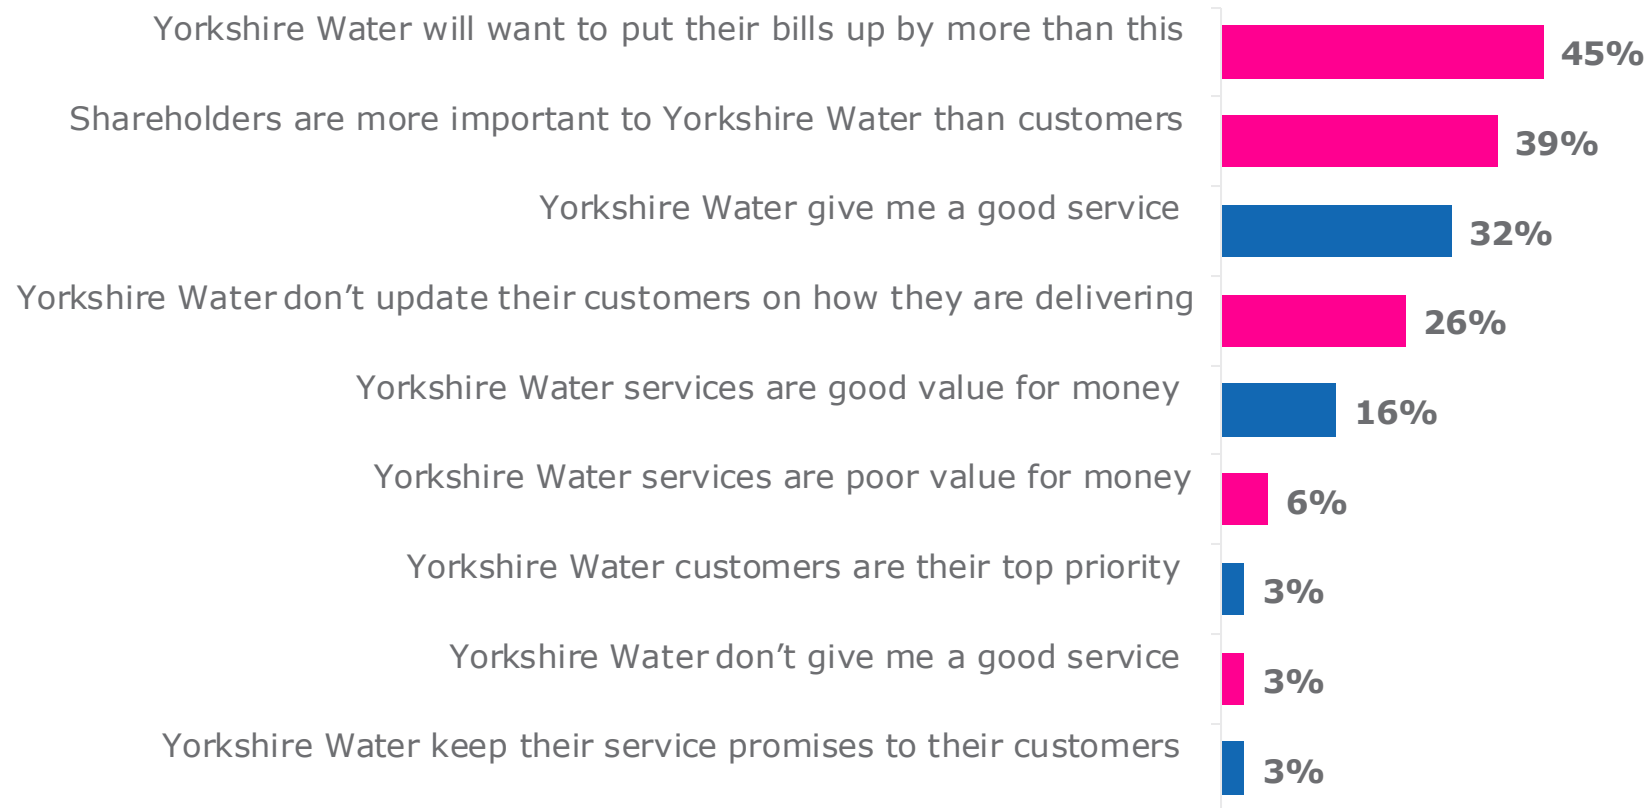 Yorkshire Water will want to put their bills up by more than this 45%
Shareholders are more important to Yorkshire Water than customers 39%
Yorkshire Water give me a good service 32%
Yorkshire Water don’t update their customers on how they are delivering 26%
Yorkshire Water services are good value for money 16%
Yorkshire Water services are poor value for money 6%
Yorkshire Water customers are their top priority 3%
Yorkshire Water don’t give me a good service 3%
Yorkshire Water keep their service promises to their customers 3%